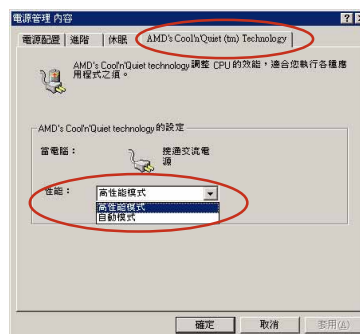 電源管理 內容
電源配置 進階 休眠 AMD's Cool'n'Quiet (tm) Technology
AMD's Cool'n'Quiet technology 調整 CPU 的效能，適合您執行各種應
用程式之須。
AMD's Cool'n'Quiet technology 的設定
當電腦： 接通交流電
源
性能： 高性能模式
高性能模式
自動模式
確定 取消 套用(A)